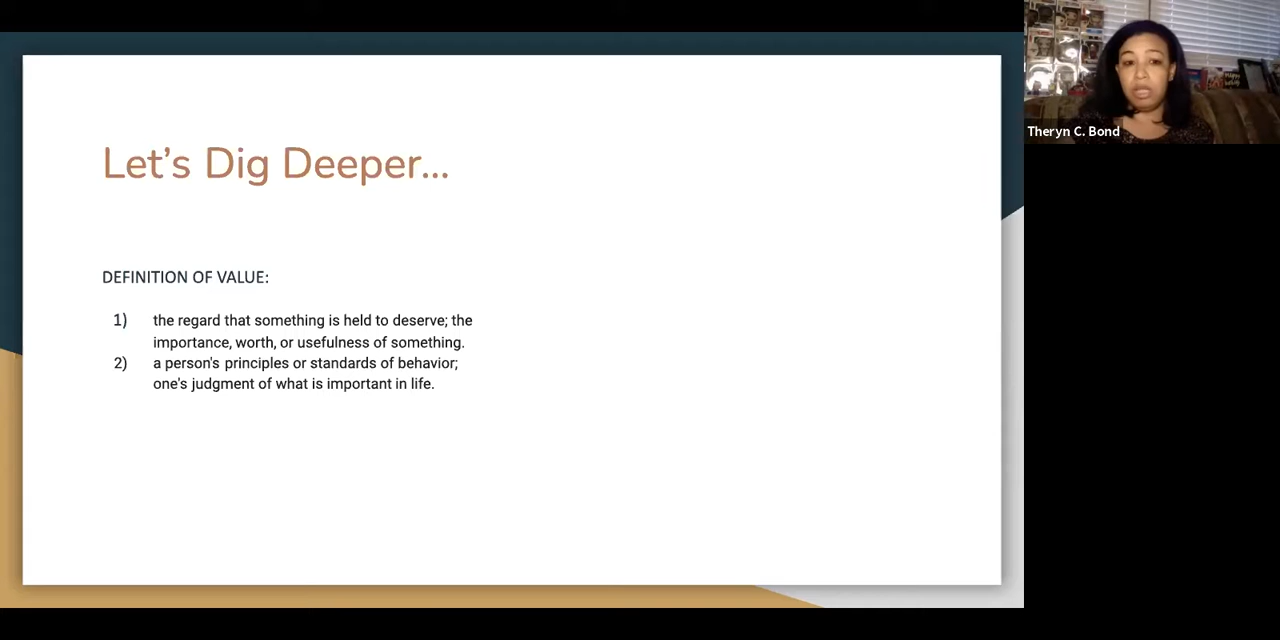 Let's Dig Deeper...
DEFINITION OF VALUE:
1) the regard that something is held to deserve; the
importance, worth, or usefulness of something.
2) a person's principles or standards of behavior;
one's judgment of what is important in life.
Theryn C. Bond